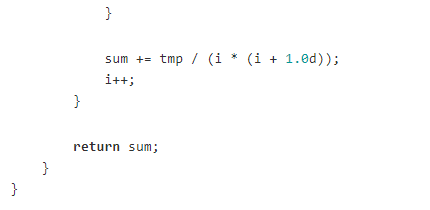 }
sum += tmp / (i * (i + 1.0d));
i++;
}
return sum;
}
}